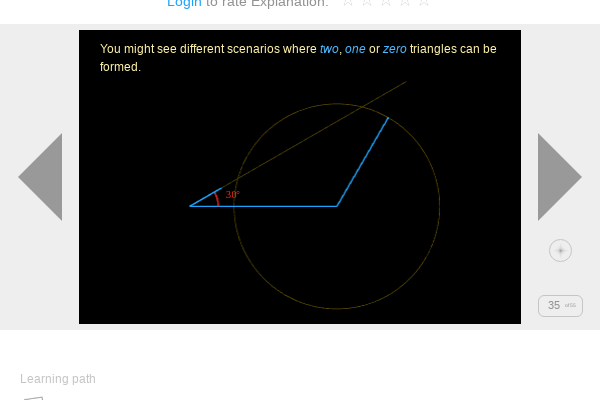 Login to rate Explanation:
You might see different scenarios where two, one or zero triangles can be
formed.
30°
35 of55
Learning path